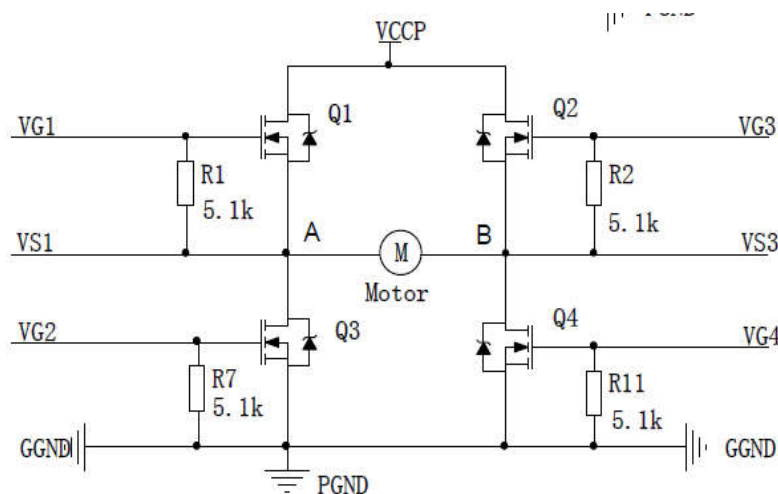 VCCP
Q1
Q2
VG1
VG3
R1
R2
5.1k
5.1k
A
B
VS1
VS3
M
Motor
VG2
Q3
Q4
VG4
R7
R11
5.1k
5.1k
GGND
GGND
PGND